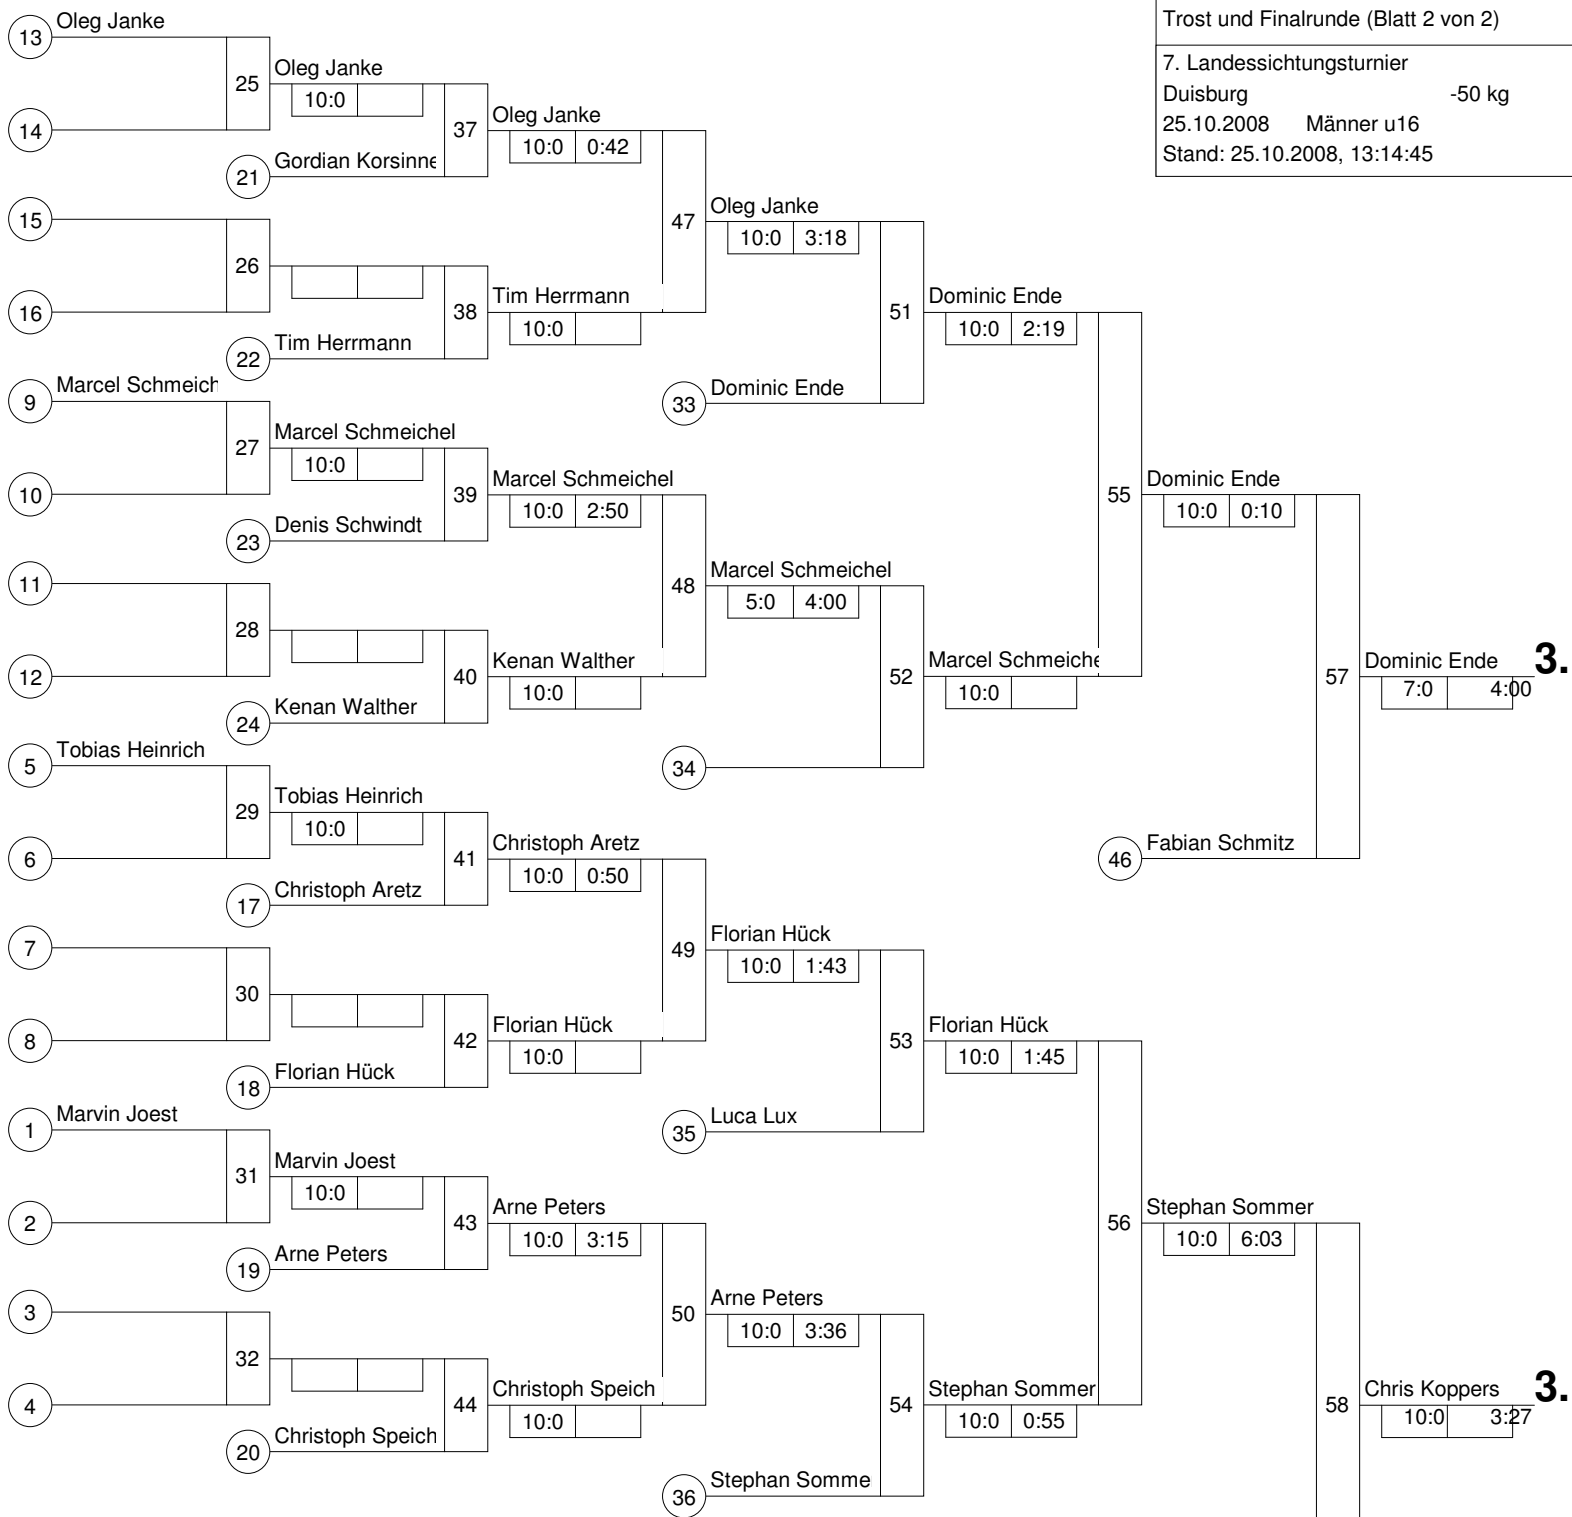 Trost und Finalrunde (Blatt 2 von 2)
7. Landessichtungsturnier
Duisburg -50 kg
25.10.2008 Männer u16
Stand: 25.10.2008, 13:14:45
13 Oleg Janke
25 Oleg Janke
10:0
14
37 Oleg Janke
10:0 0:42
21 Gordian Korsinne
15
47 Oleg Janke
10:0 3:18
26
16
38 Tim Herrmann
10:0
22 Tim Herrmann
51 Dominic Ende
10:0 2:19
33 Dominic Ende
9 Marcel Schmeich
27 Marcel Schmeichel
10:0
10
39 Marcel Schmeichel
10:0 2:50
23 Denis Schwindt
55 Dominic Ende
10:0 0:10
11
48 Marcel Schmeichel
5:0 4:00
28
12
40 Kenan Walther
10:0
24 Kenan Walther
52 Marcel Schmeiche
10:0
34
57 Dominic Ende 3.
7:0 4:00
5 Tobias Heinrich
29 Tobias Heinrich
10:0
6
41 Christoph Aretz
10:0 0:50
17 Christoph Aretz
46 Fabian Schmitz
7
49 Florian Hück
10:0 1:43
30
8
42 Florian Hück
10:0
18 Florian Hück
53 Florian Hück
10:0 1:45
35 Luca Lux
1 Marvin Joest
31 Marvin Joest
10:0
2
43 Arne Peters
10:0 3:15
19 Arne Peters
56 Stephan Sommer
10:0 6:03
3
50 Arne Peters
10:0 3:36
32
4
44 Christoph Speich
10:0
20 Christoph Speich
54 Stephan Sommer
10:0 0:55
36 Stephan Somme
58 Chris Koppers 3.
10:0 3:27